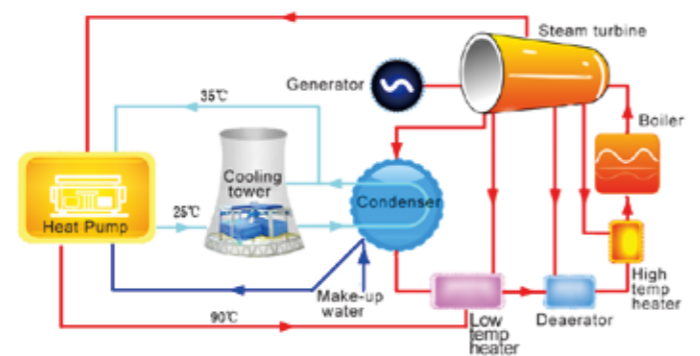 Steam turbine
Generator
35℃
Boiler
Cooling
tower
Condenser
25℃
Heat Pump
High
temp
heater
Make-up
water
90℃
Low
temp
heater
Deaerator